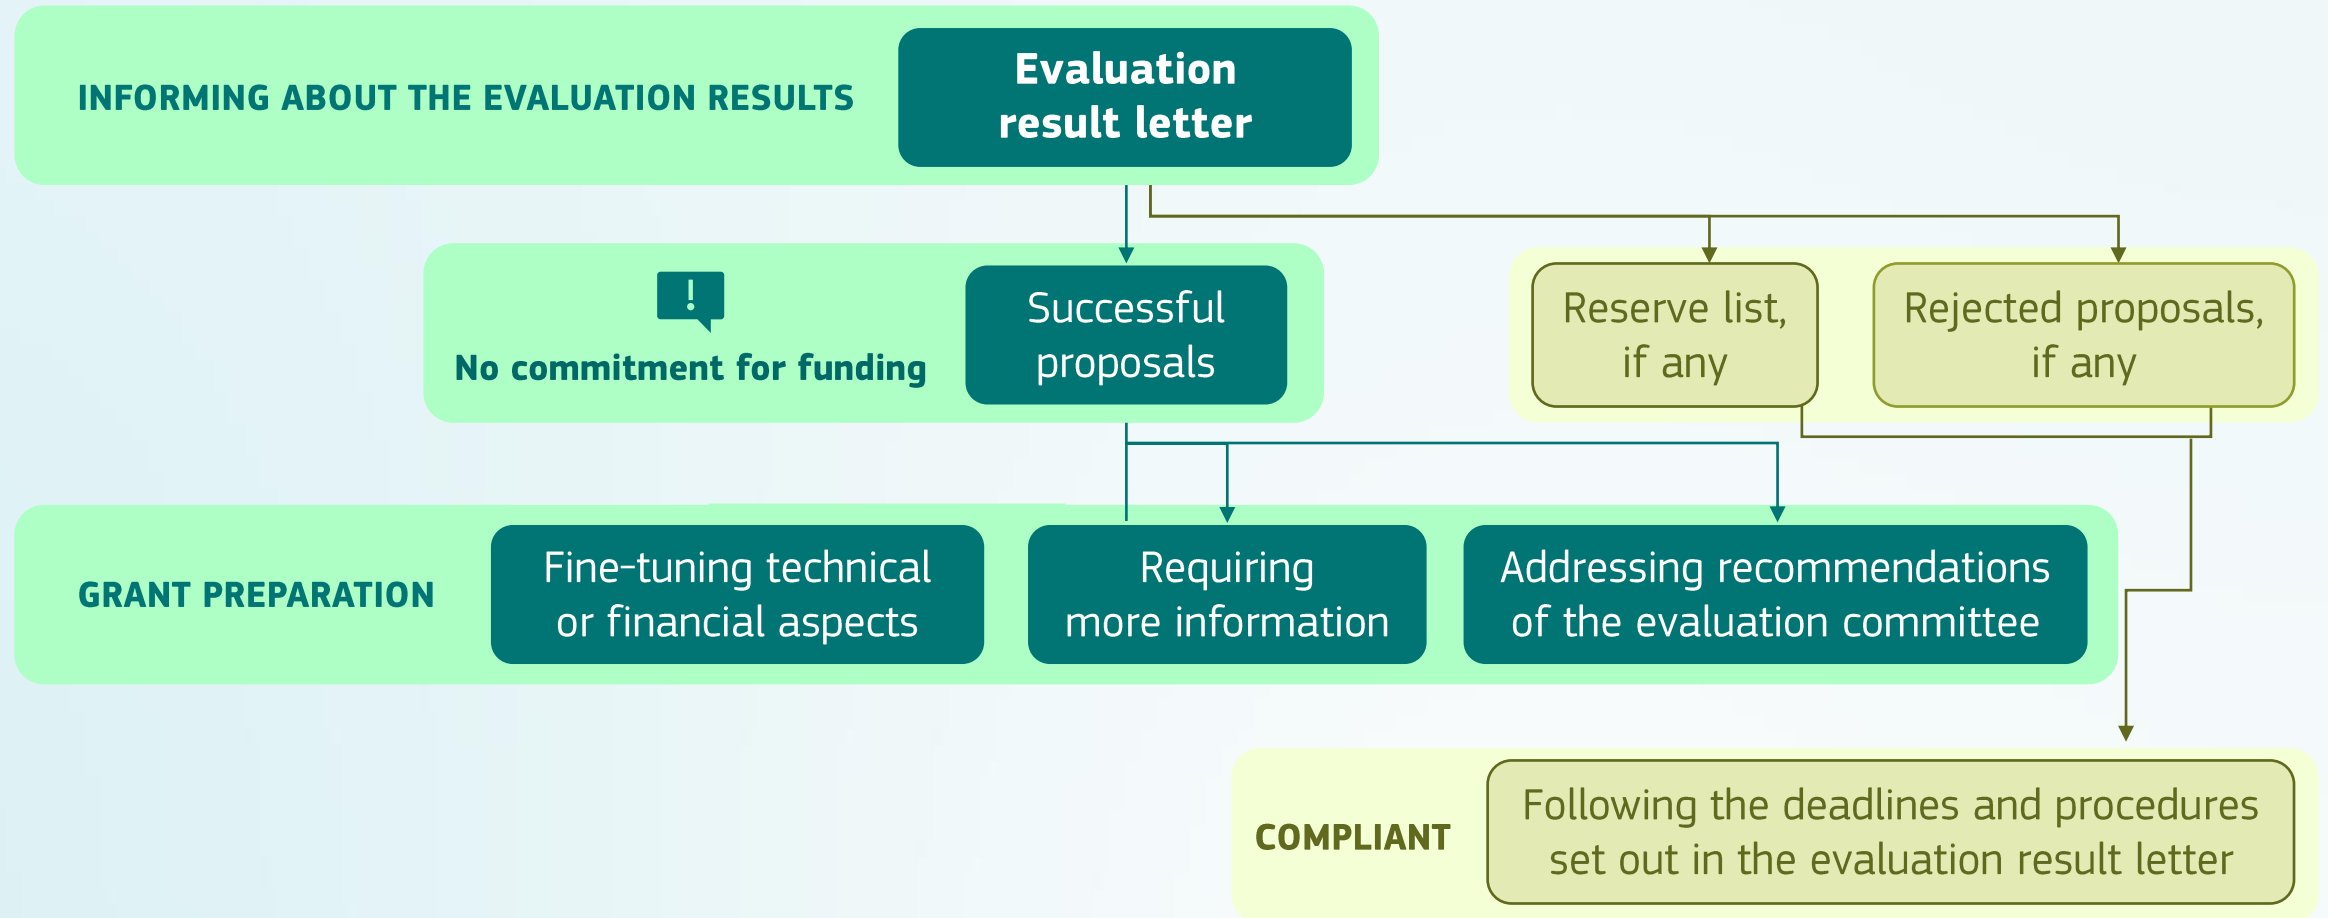 INFORMING ABOUT THE EVALUATION RESULTS
Evaluation
result letter
!
No commitment for funding
Successful
proposals
Reserve list,
if any
Rejected proposals,
if any
GRANT PREPARATION
Fine-tuning technical
or financial aspects
Requiring
more information
Addressing recommendations
of the evaluation committee
COMPLIANT
Following the deadlines and procedures
set out in the evaluation result letter